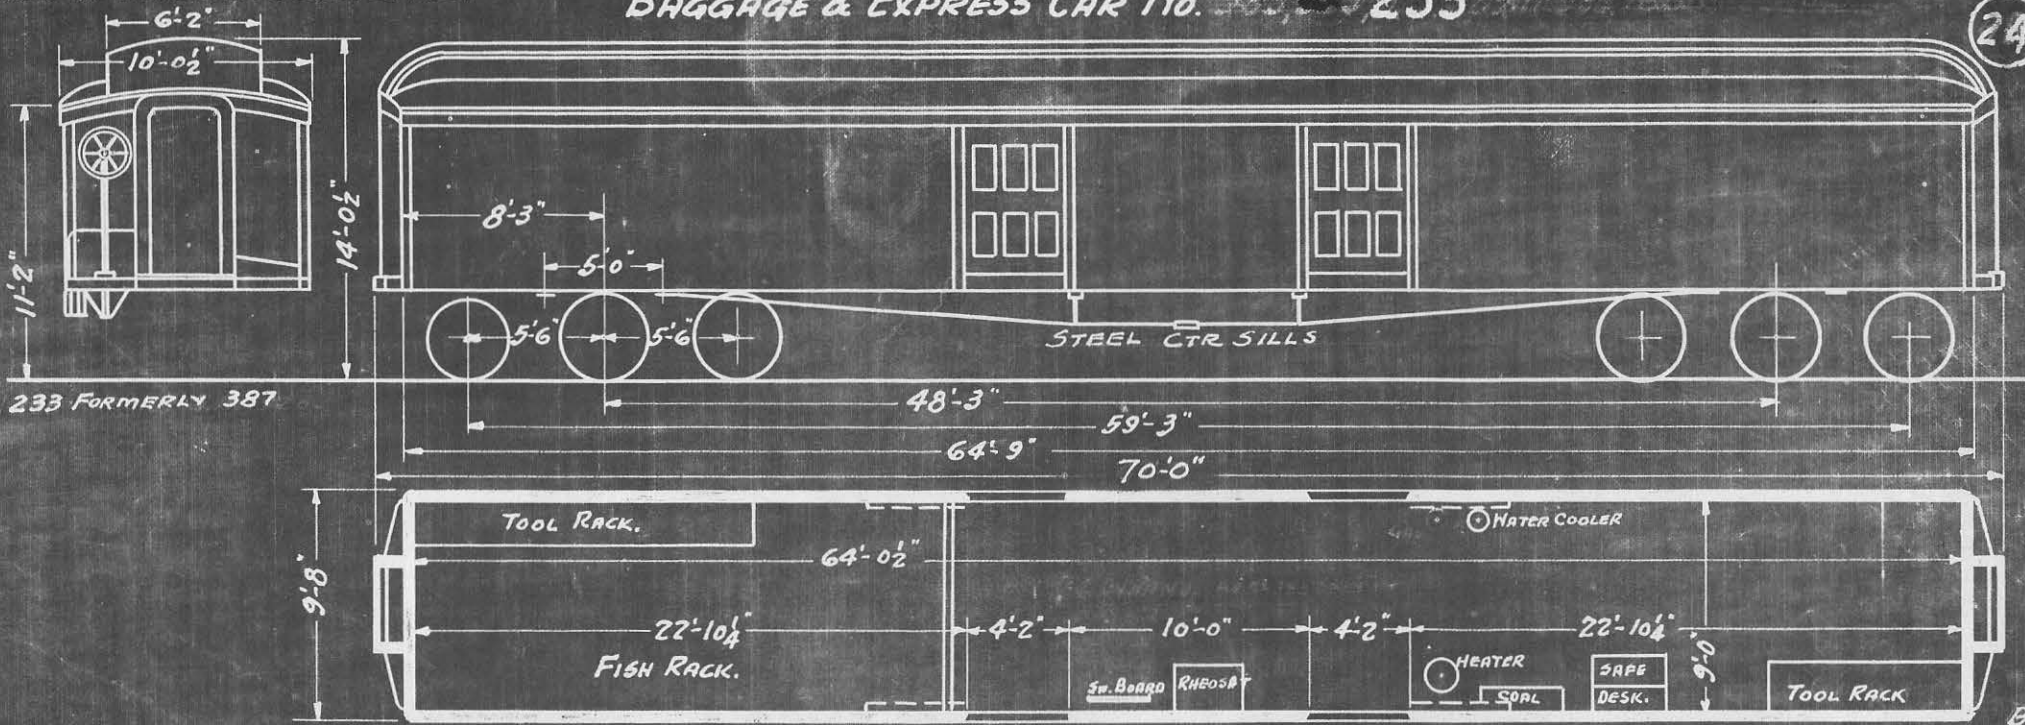 BAGGAGE & EXPRESS CAR NO. 233
24
6'-2"
10'-0½"
11'-2"
14'-0½"
8'-3"
5'-0"
5'-6" 5'-6"
STEEL CTR SILLS
233 FORMERLY 387
48'-3"
59'-3"
64'-9"
70'-0"
TOOL RACK.
WATER COOLER
64'-0½"
9'-8"
22'-10¼" 4'-2" 10'-0" 4'-2" 22'-10¼"
FISH RACK.
9'-0"
SW. BOARD RHEOSAT
HEATER
SAFE
DESK.
TOOL RACK